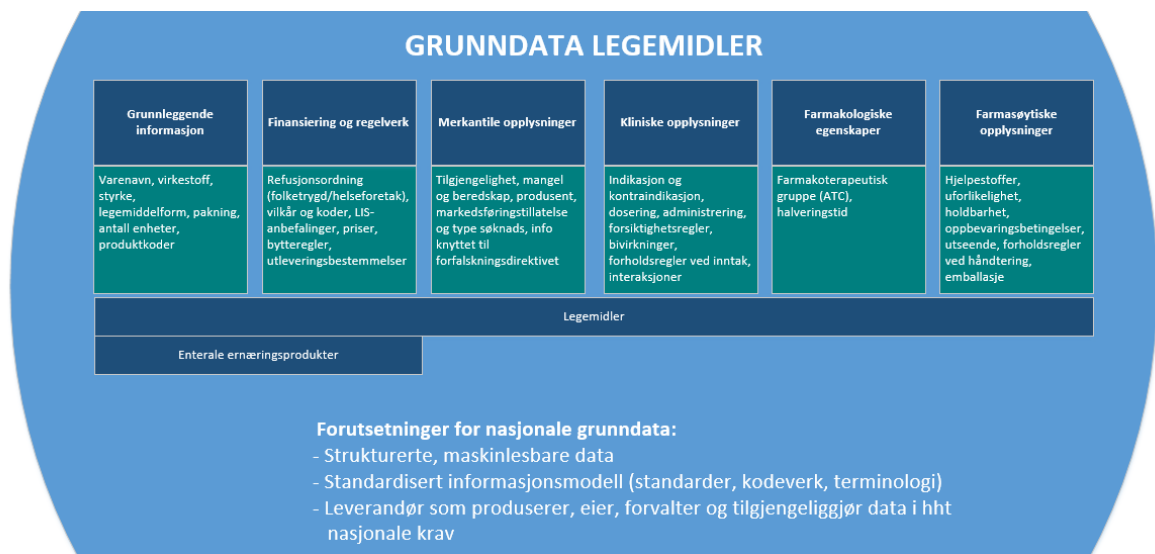 GRUNNDATA LEGEMIDLER
Grunnleggende
informasjon
Varenavn, virkestoff,
styrke,
legemiddelform, pakning,
antall enheter,
produktkoder
Finansiering og regelverk
Refusjonsordning
(folketrygd/helseforetak),
vilkår og koder, LIS-
anbefalinger, priser,
bytteregler,
utleveringsbestemmelser
Merkantile opplysninger
Tilgjengelighet, mangel
og beredskap, produsent,
markedsføringstillatelse
og type søknads, info
knyttet til
forfalskningsdirektivet
Kliniske opplysninger
Indikasjon og
kontraindikasjon,
dosering, administrering,
forsiktighetsregler,
bivirkninger,
forholdsregler ved inntak,
interaksjoner
Farmakologiske
egenskaper
Farmakoterapeutisk
gruppe (ATC),
halveringstid
Farmasøytiske
opplysninger
Hjelpestoffer,
uforlikelighet,
holdbarhet,
oppbevaringsbetingelser,
utseende, forholdsregler
ved håndtering,
emballasje
Legemidler
Enterale ernæringsprodukter
Forutsetninger for nasjonale grunndata:
- Strukturerte, maskinlesbare data
- Standardisert informasjonsmodell (standarder, kodeverk, terminologi)
- Leverandør som produserer, eier, forvalter og tilgjengeliggjør data i hht
nasjonale krav